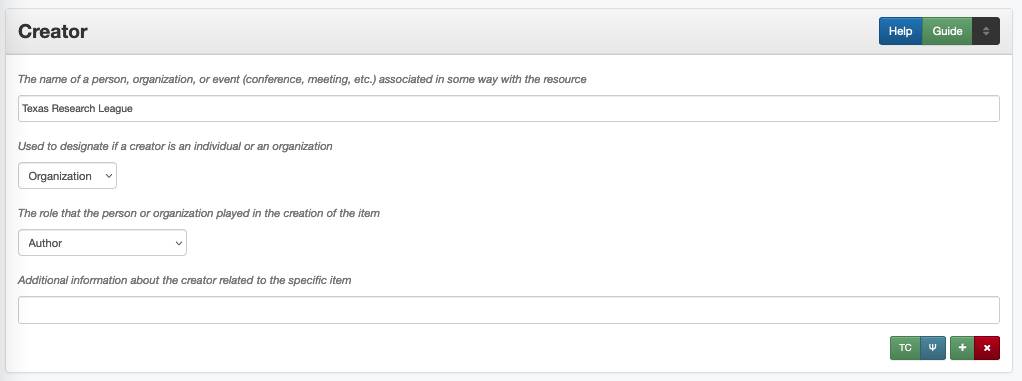 Creator
Help Guide
The name of a person, organization, or event (conference, meeting, etc.) associated in some way with the resource
Texas Research League
Used to designate if a creator is an individual or an organization
Organization
The role that the person or organization played in the creation of the item
Author
Additional information about the creator related to the specific item
TC Ψ + ×